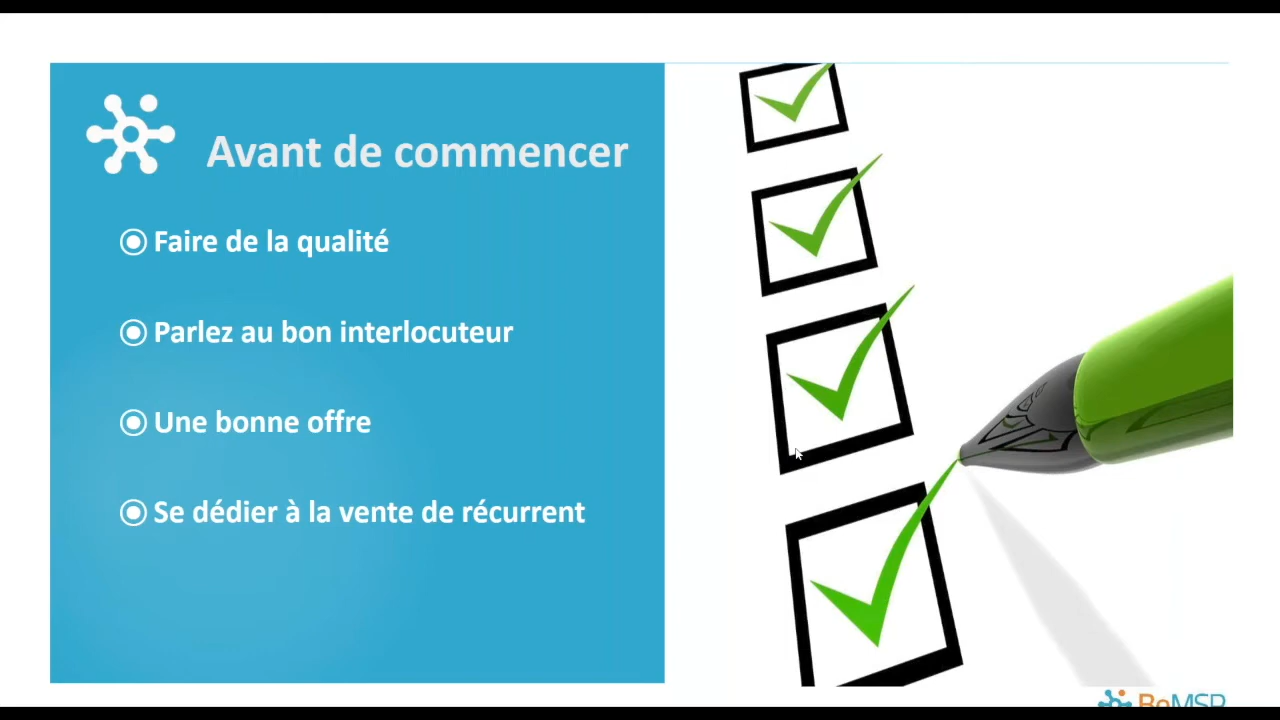 Avant de commencer
Faire de la qualité
Parlez au bon interlocuteur
Une bonne offre
Se dédier à la vente de récurrent
BeMSP